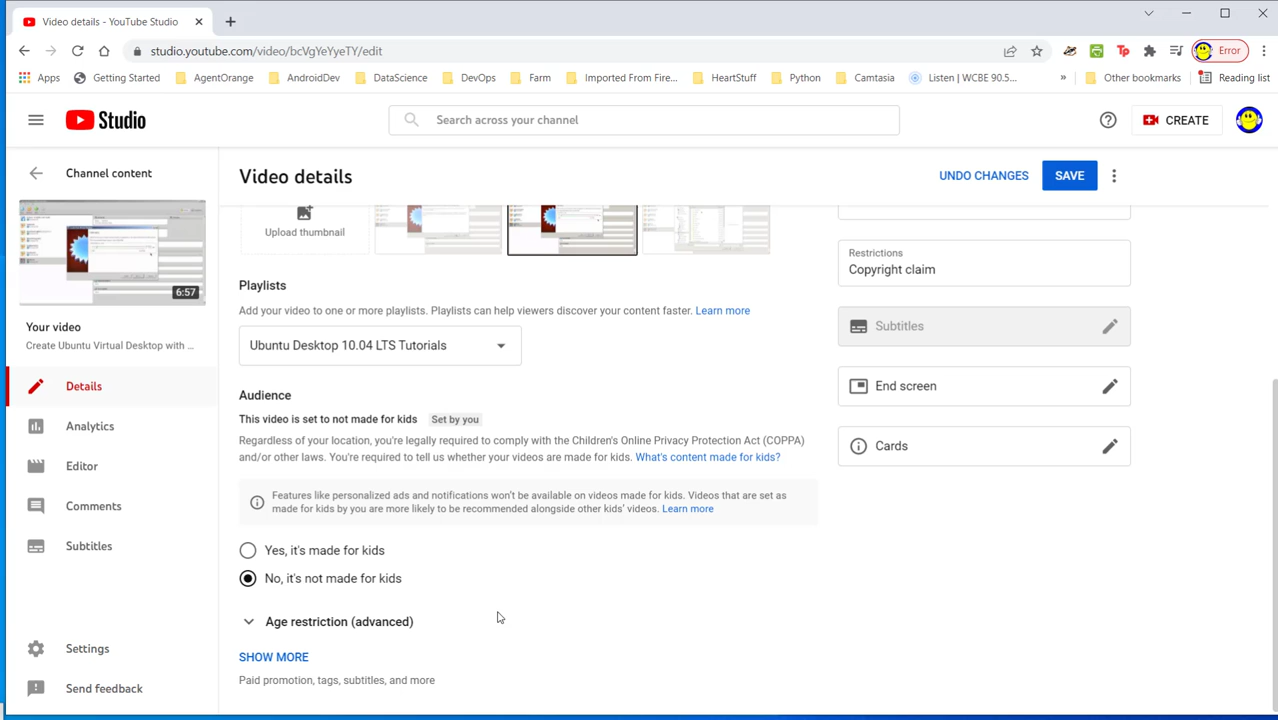 Video details - YouTube Studio
studio.youtube.com/video/bcVgYeYyeTY/edit
Error
Apps
Getting Started
AgentOrange
AndroidDev
DataScience
DevOps
Farm
Imported From Fire...
HeartStuff
Python
Camtasia
Listen | WCBE 90.5...
»
Other bookmarks
Reading list
Studio
Search across your channel
CREATE
Channel content
Video details
UNDO CHANGES
SAVE
6:57
Your video
Create Ubuntu Virtual Desktop with ...
Details
Analytics
Editor
Comments
Subtitles
Settings
Send feedback
Upload thumbnail
Playlists
Add your video to one or more playlists. Playlists can help viewers discover your content faster. Learn more
Ubuntu Desktop 10.04 LTS Tutorials
Audience
This video is set to not made for kids Set by you
Regardless of your location, you're legally required to comply with the Children's Online Privacy Protection Act (COPPA)
and/or other laws. You're required to tell us whether your videos are made for kids. What's content made for kids?
Features like personalized ads and notifications won't be available on videos made for kids. Videos that are set as
made for kids by you are more likely to be recommended alongside other kids' videos. Learn more
Yes, it's made for kids
No, it's not made for kids
Age restriction (advanced)
SHOW MORE
Paid promotion, tags, subtitles, and more
Restrictions
Copyright claim
Subtitles
End screen
Cards